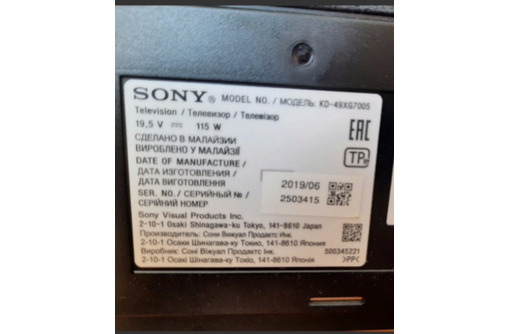 SONY® MODEL NO. / МОДЕЛЬ: KD-49XG7005
Television / Телевизор / Телевізор
19,5 V ⎓ 115 W
СДЕЛАНО В МАЛАЙЗИИ
ВИРОБЛЕНО У МАЛАЙЗІЇ
DATE OF MANUFACTURE /
ДАТА ИЗГОТОВЛЕНИЯ /
ДАТА ВИГОТОВЛЕННЯ
SER. NO. / СЕРИЙНЫЙ № /
СЕРІЙНИЙ НОМЕР
EAC
TP
2019/06
2503415
Sony Visual Products Inc.
2-10-1 Osaki Shinagawa-ku Tokyo, 141-8610 Japan
Производитель: Сони Вижуал Продактс Инк.
2-10-1 Осаки Шинагава-ку Токио, 141-8610 Япония
Виробник: Соні Віжуал Продактс Інк.
2-10-1 Осакі Шінагава-ку Токіо, 141-8610 Японія
500345221
>PP<